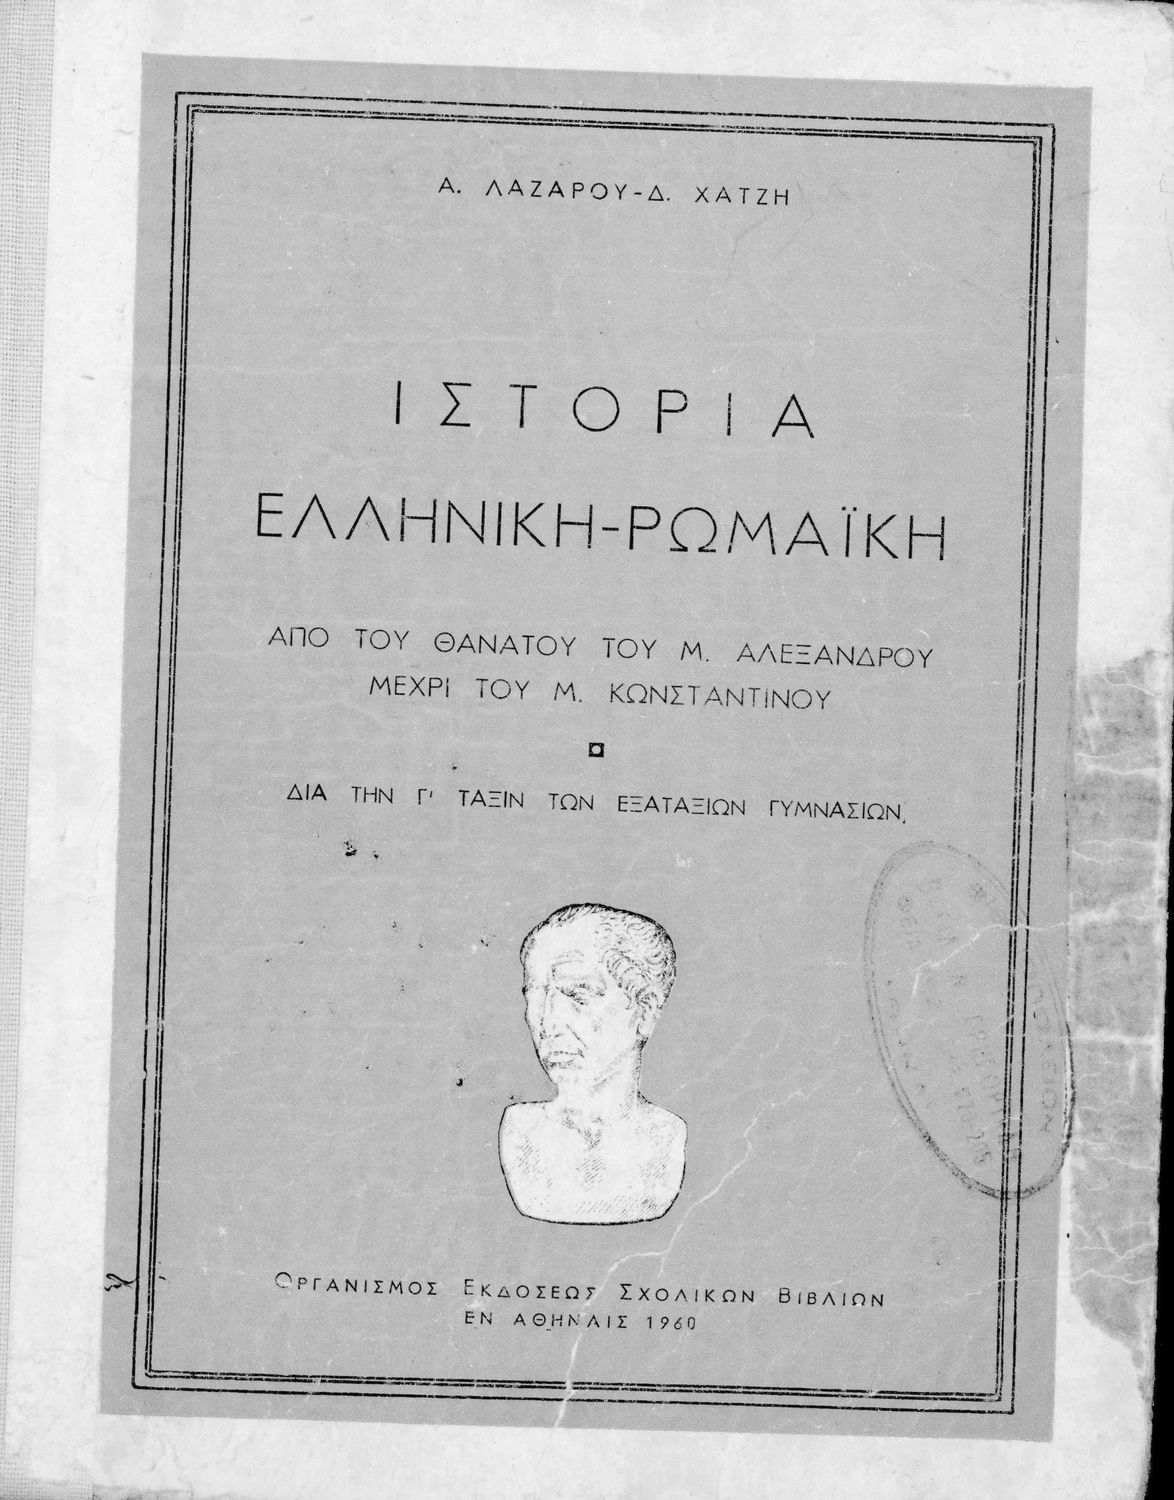 Α. ΛΑΖΑΡΟΥ-Δ. ΧΑΤΖΗ
ΙΣΤΟΡΙΑ
ΕΛΛΗΝΙΚΗ-ΡΩΜΑΪΚΗ
ΑΠΟ ΤΟΥ ΘΑΝΑΤΟΥ ΤΟΥ Μ. ΑΛΕΞΑΝΔΡΟΥ
ΜΕΧΡΙ ΤΟΥ Μ. ΚΩΝΣΤΑΝΤΙΝΟΥ
ΔΙΑ ΤΗΝ Γ' ΤΑΞΙΝ ΤΩΝ ΕΞΑΤΑΞΙΩΝ ΓΥΜΝΑΣΙΩΝ
ΟΡΓΑΝΙΣΜΟΣ ΕΚΔΟΣΕΩΣ ΣΧΟΛΙΚΩΝ ΒΙΒΛΙΩΝ
ΕΝ ΑΘΗΝΑΙΣ 1960